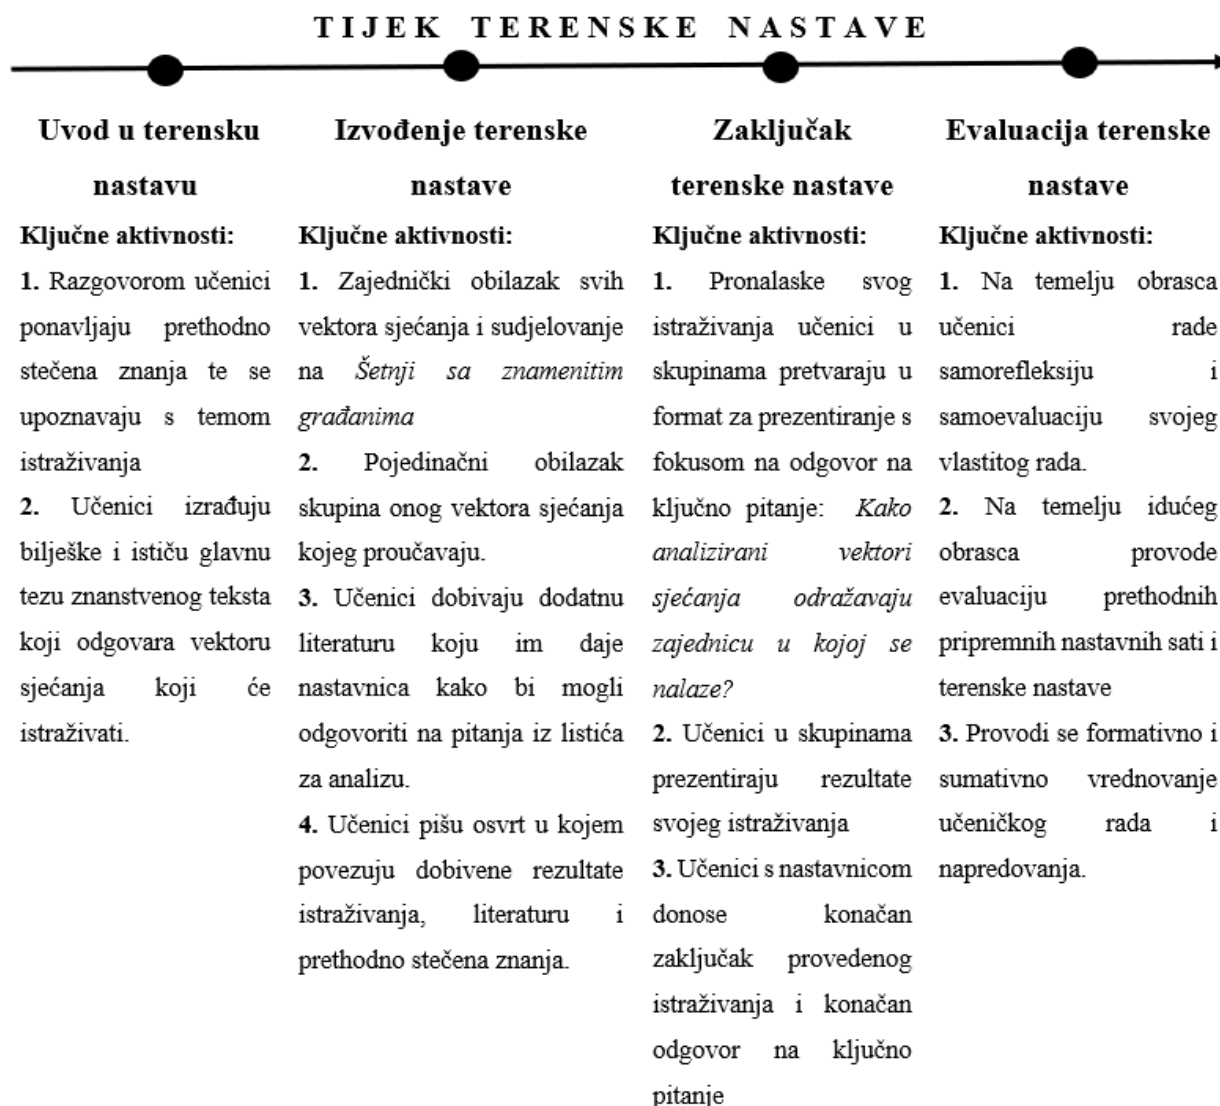 TIJEK TERENSKE NASTAVE
Uvod u terensku
nastavu
Ključne aktivnosti:
1. Razgovorom učenici
ponavljaju prethodno
stečena znanja te se
upoznavaju s temom
istraživanja
2. Učenici izrađuju
bilješke i ističu glavnu
tezu znanstvenog teksta
koji odgovara vektoru
sjećanja koji će
istraživati.
Izvođenje terenske
nastave
Ključne aktivnosti:
1. Zajednički obilazak svih
vektora sjećanja i sudjelovanje
na Šetnji sa znamenitim
građanima
2. Pojedinačni obilazak
skupina onog vektora sjećanja
kojeg proučavaju.
3. Učenici dobivaju dodatnu
literaturu koju im daje
nastavnica kako bi mogli
odgovoriti na pitanja iz listića
za analizu.
4. Učenici pišu osvrt u kojem
povezuju dobivene rezultate
istraživanja, literaturu i
prethodno stečena znanja.
Zaključak
terenske nastave
Ključne aktivnosti:
1. Pronalaske svog
istraživanja učenici u
skupinama pretvaraju u
format za prezentiranje s
fokusom na odgovor na
ključno pitanje: Kako
analizirani vektori
sjećanja odražavaju
zajednicu u kojoj se
nalaze?
2. Učenici u skupinama
prezentiraju rezultate
svojeg istraživanja
3. Učenici s nastavnicom
donose konačan
zaključak provedenog
istraživanja i konačan
odgovor na ključno
pitanje
Evaluacija terenske
nastave
Ključne aktivnosti:
1. Na temelju obrasca
učenici rade
samorefleksiju i
samoevaluaciju svojeg
vlastitog rada.
2. Na temelju idućeg
obrasca provode
evaluaciju prethodnih
pripremnih nastavnih sati i
terenske nastave
3. Provodi se formativno i
sumativno vrednovanje
učeničkog rada i
napredovanja.